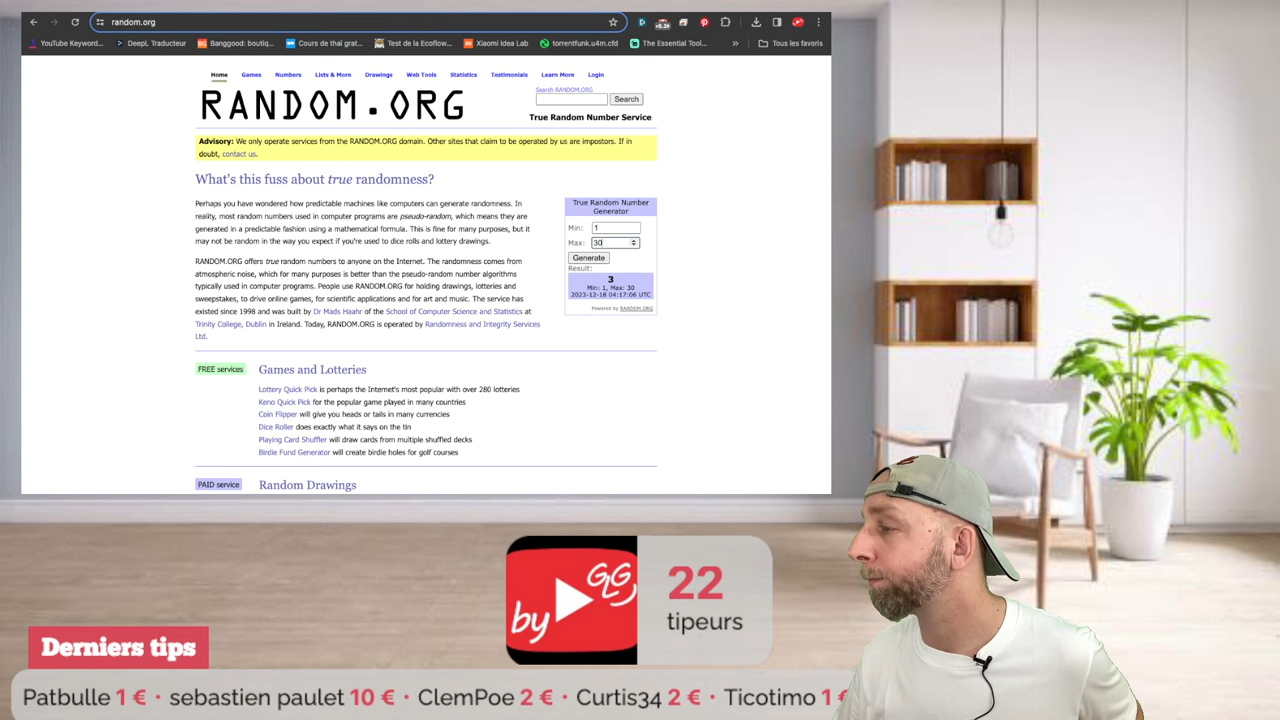 random.org
YouTube Keyword...
DeepL Traducteur
Banggood: boutiq...
Cours de thaï grat...
Test de la Ecoflow...
Xiaomi Idea Lab
torrentfunk.u4m.cfd
The Essential Tool...
»
Tous les favoris
Home Games Numbers Lists & More Drawings Web Tools Statistics Testimonials Learn More Login
RANDOM.ORG
Search RANDOM.ORG
Search
True Random Number Service
Advisory: We only operate services from the RANDOM.ORG domain. Other sites that claim to be operated by us are impostors. If in
doubt, contact us.
What's this fuss about true randomness?
Perhaps you have wondered how predictable machines like computers can generate randomness. In
reality, most random numbers used in computer programs are pseudo-random, which means they are
generated in a predictable fashion using a mathematical formula. This is fine for many purposes, but it
may not be random in the way you expect if you're used to dice rolls and lottery drawings.
RANDOM.ORG offers true random numbers to anyone on the Internet. The randomness comes from
atmospheric noise, which for many purposes is better than the pseudo-random number algorithms
typically used in computer programs. People use RANDOM.ORG for holding drawings, lotteries and
sweepstakes, to drive online games, for scientific applications and for art and music. The service has
existed since 1998 and was built by Dr Mads Haahr of the School of Computer Science and Statistics at
Trinity College, Dublin in Ireland. Today, RANDOM.ORG is operated by Randomness and Integrity Services
Ltd.
True Random Number
Generator
Min: 1
Max: 30
Generate
Result:
3
Min: 1, Max: 30
2023-12-18 04:17:06 UTC
Powered by RANDOM.ORG
FREE services
Games and Lotteries
Lottery Quick Pick is perhaps the Internet's most popular with over 280 lotteries
Keno Quick Pick for the popular game played in many countries
Coin Flipper will give you heads or tails in many currencies
Dice Roller does exactly what it says on the tin
Playing Card Shuffler will draw cards from multiple shuffled decks
Birdie Fund Generator will create birdie holes for golf courses
PAID service
Random Drawings
by
22
tipeurs
Derniers tips
Patbulle 1 € · sebastien paulet 10 € · ClemPoe 2 € · Curtis34 2 € · Ticotimo 1 €